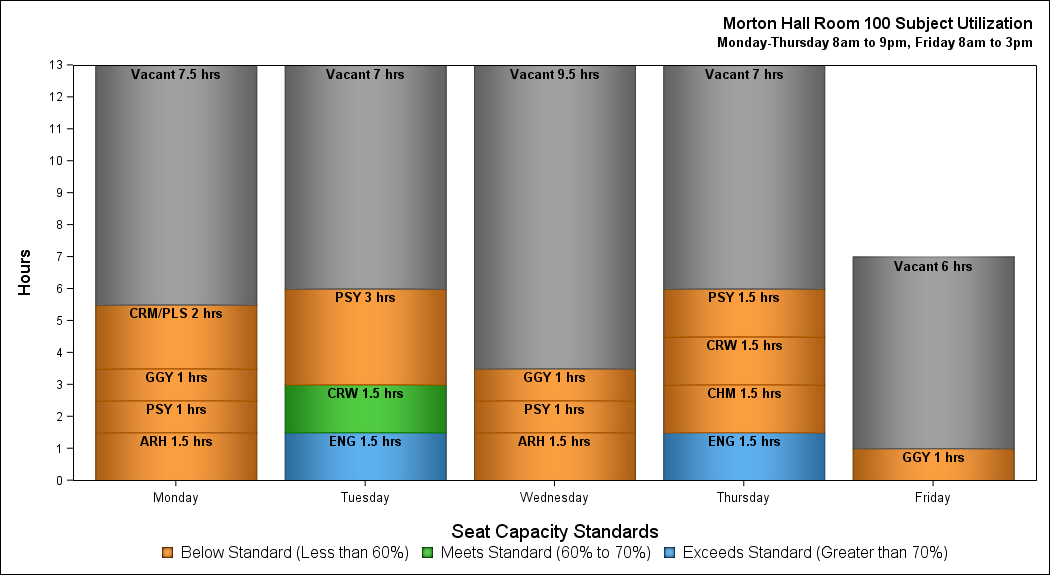 Morton Hall Room 100 Subject Utilization
Monday-Thursday 8am to 9pm, Friday 8am to 3pm
Hours
13
12
11
10
9
8
7
6
5
4
3
2
1
0
Vacant 7.5 hrs
CRM/PLS 2 hrs
GGY 1 hrs
PSY 1 hrs
ARH 1.5 hrs
Vacant 7 hrs
PSY 3 hrs
CRW 1.5 hrs
ENG 1.5 hrs
Vacant 9.5 hrs
GGY 1 hrs
PSY 1 hrs
ARH 1.5 hrs
Vacant 7 hrs
PSY 1.5 hrs
CRW 1.5 hrs
CHM 1.5 hrs
ENG 1.5 hrs
Vacant 6 hrs
GGY 1 hrs
Monday Tuesday Wednesday Thursday Friday
Seat Capacity Standards
Below Standard (Less than 60%) Meets Standard (60% to 70%) Exceeds Standard (Greater than 70%)